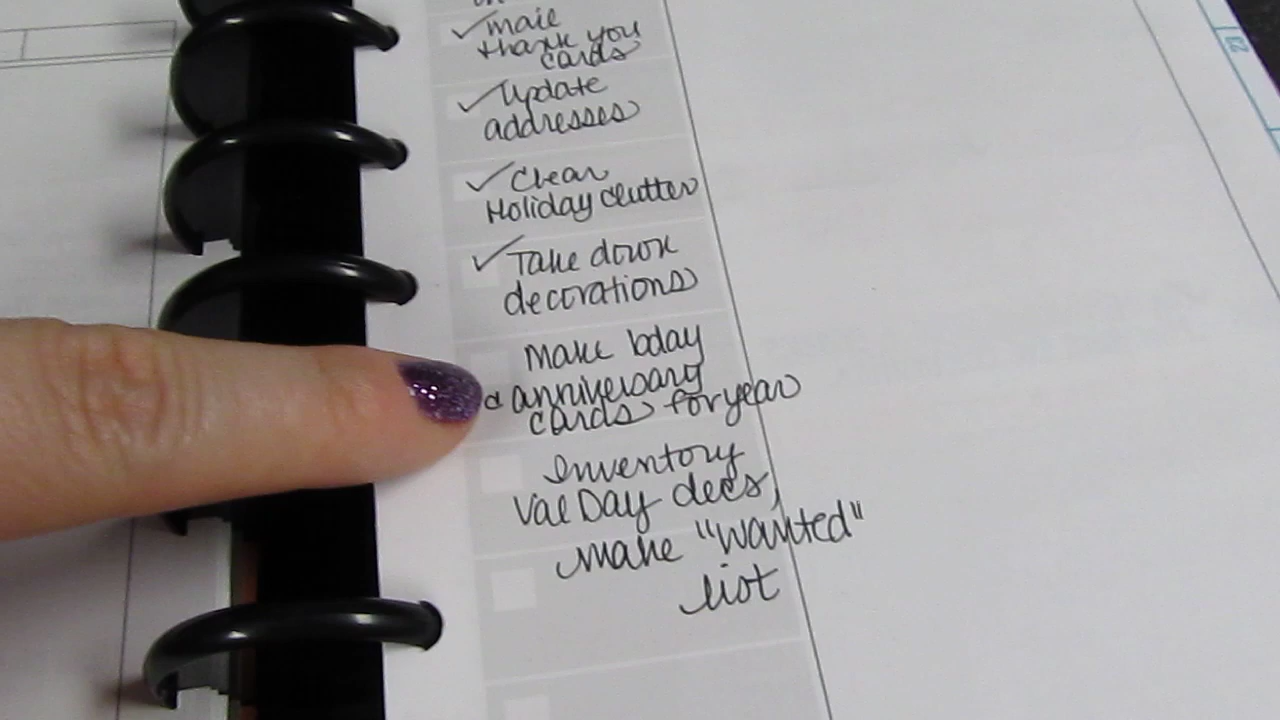 ✓ mail
thank you
cards
✓ Update
addresses
✓ Clean
Holiday clutter
✓ Take down
decorations
make bday
& anniversary
cards for year
Inventory
Val Day decs,
make "wanted"
list